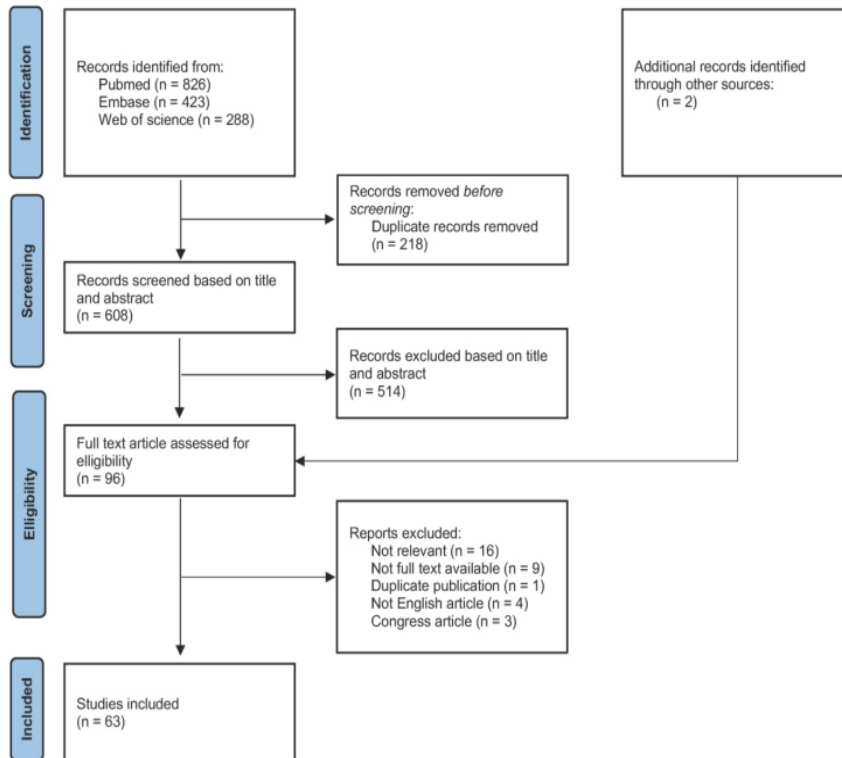 Identification
Records identified from:
Pubmed (n = 826)
Embase (n = 423)
Web of science (n = 288)
Additional records identified
through other sources:
(n = 2)
Screening
Records removed before
screening:
Duplicate records removed
(n = 218)
Records screened based on title
and abstract
(n = 608)
Records excluded based on title
and abstract
(n = 514)
Elligibility
Full text article assessed for
elligibility
(n = 96)
Reports excluded:
Not relevant (n = 16)
Not full text available (n = 9)
Duplicate publication (n = 1)
Not English article (n = 4)
Congress article (n = 3)
Included
Studies included
(n = 63)